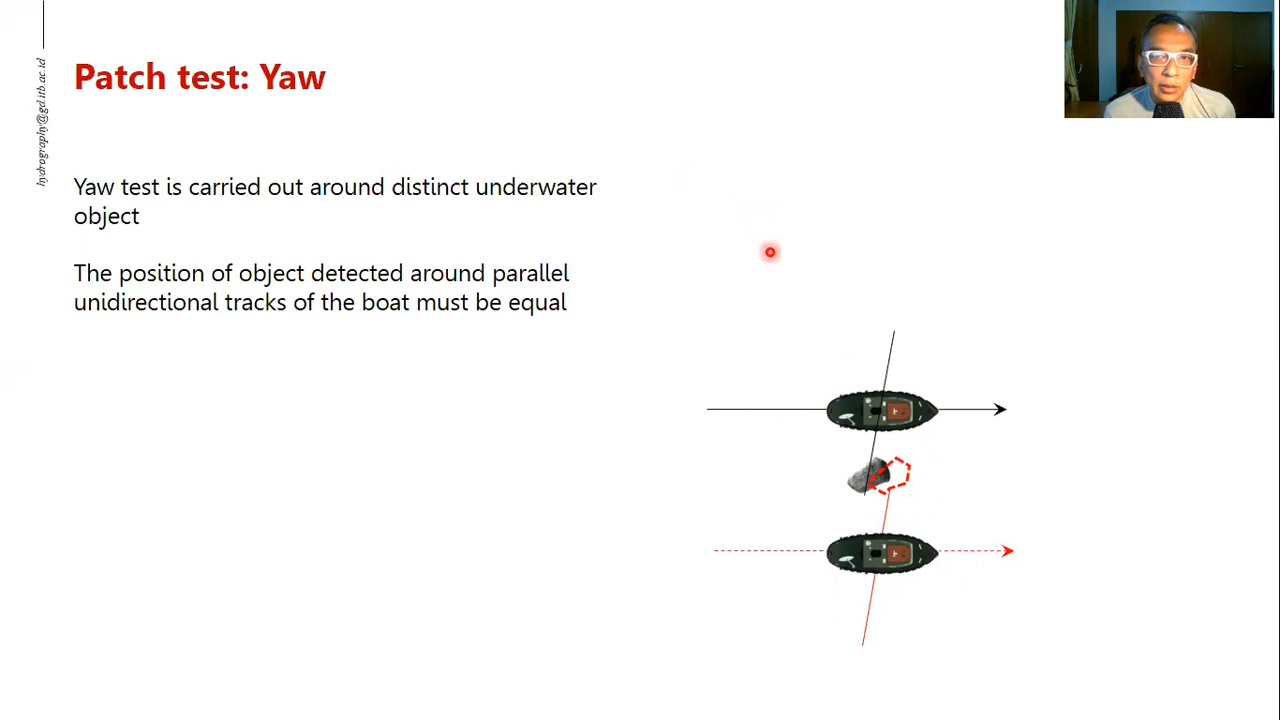 hydrography@gd.itb.ac.id
Patch test: Yaw
Yaw test is carried out around distinct underwater
object
The position of object detected around parallel
unidirectional tracks of the boat must be equal